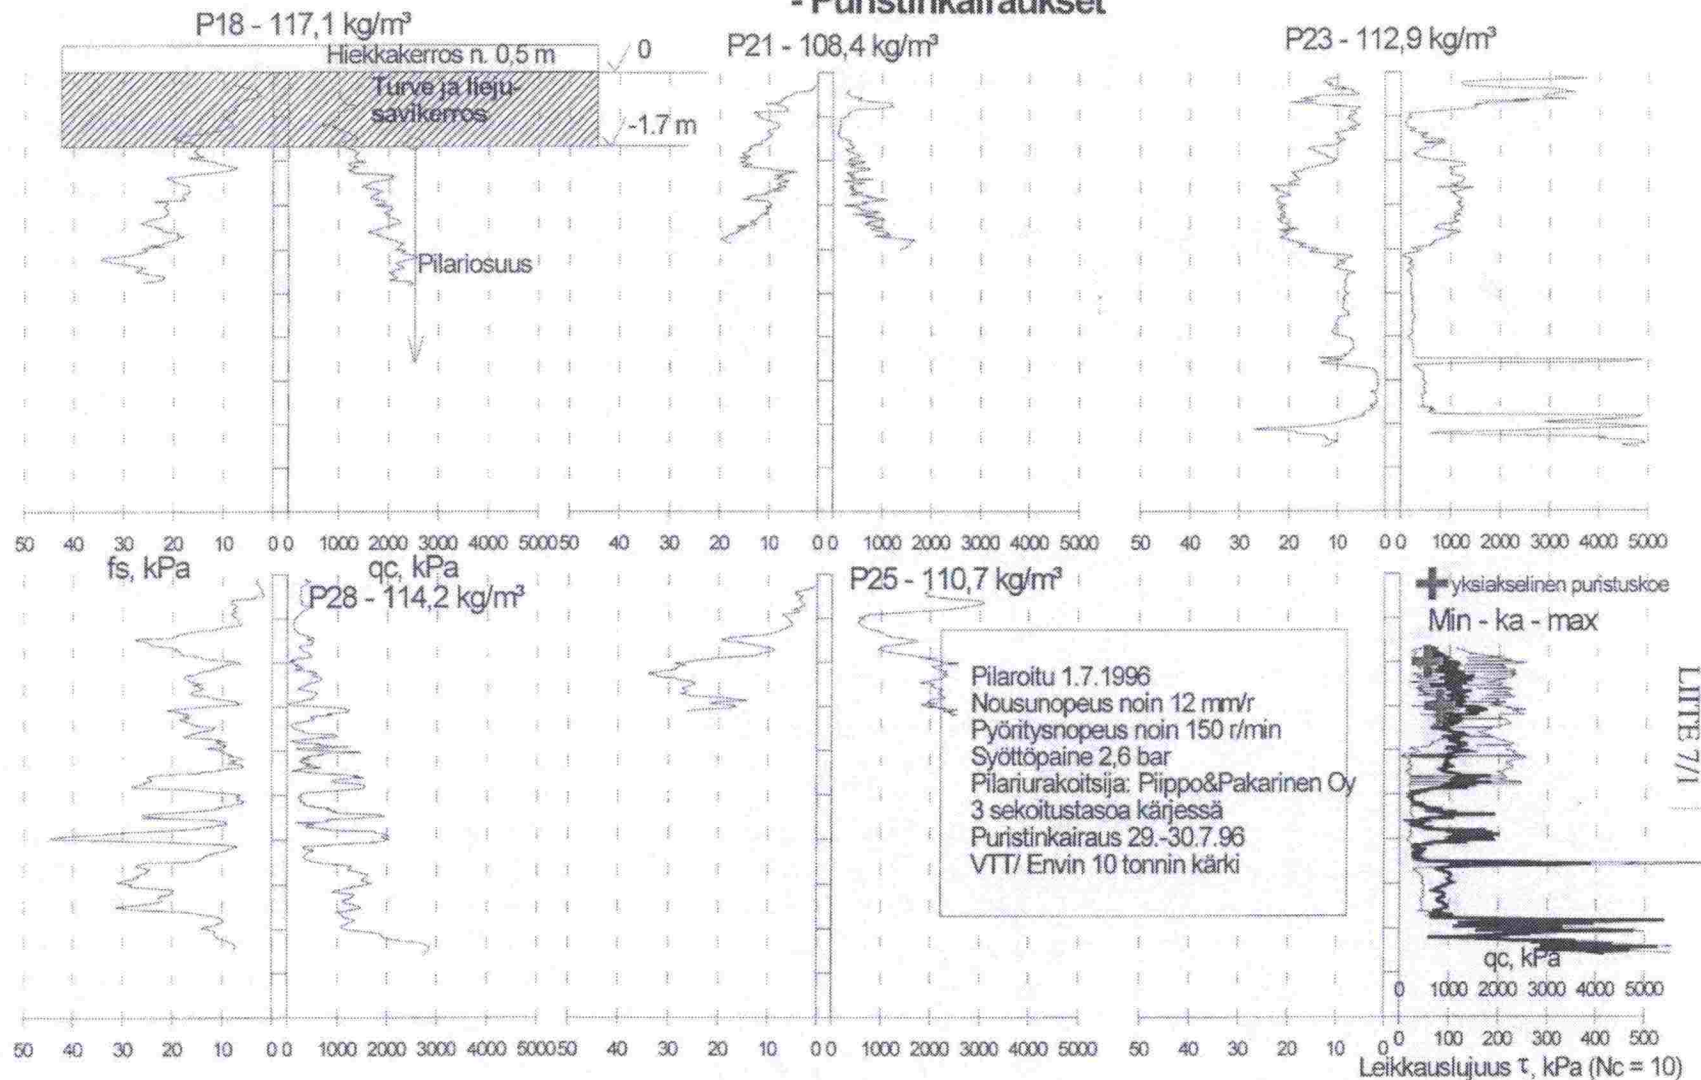 - Puristinkairaukset
P18 - 117,1 kg/m³
P21 - 108,4 kg/m³
P23 - 112,9 kg/m³
Hiekkakerros n. 0,5 m
0
Turve ja lieju-
savikerros
-1.7 m
Pilariosuus
50 40 30 20 10 0 0 1000 2000 3000 4000 5000 50 40 30 20 10 0 0 1000 2000 3000 4000 5000 50 40 30 20 10 0 0 1000 2000 3000 4000 5000
fs, kPa
qc, kPa
P28 - 114,2 kg/m³
P25 - 110,7 kg/m³
yksiakselinen puristuskoe
Min - ka - max
Pilaroitu 1.7.1996
Nousunopeus noin 12 mm/r
Pyöritysnopeus noin 150 r/min
Syöttöpaine 2,6 bar
Pilariurakoitsija: Piippo&Pakarinen Oy
3 sekoitustasoa kärjessä
Puristinkairaus 29.-30.7.96
VTT/ Envin 10 tonnin kärki
LIITE 7/1
qc, kPa
0 1000 2000 3000 4000 5000
50 40 30 20 10 0 0 1000 2000 3000 4000 5000 50 40 30 20 10 0 0 1000 2000 3000 4000 5000 50 40 30 20 10 0 100 200 300 400 500
Leikkauslujuus τ, kPa (Nc = 10)